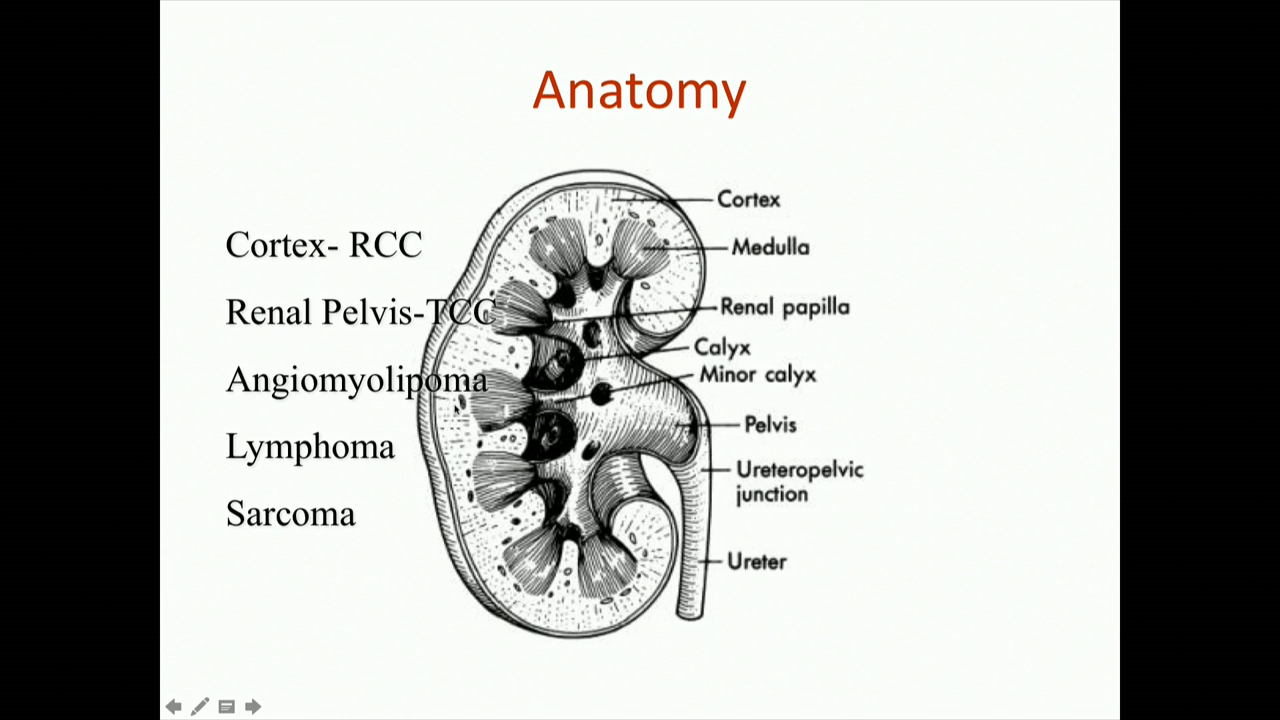 Anatomy
Cortex- RCC
Renal Pelvis-TCC
Angiomyolipoma
Lymphoma
Sarcoma
Cortex
Medulla
Renal papilla
Calyx
Minor calyx
Pelvis
Ureteropelvic
junction
Ureter